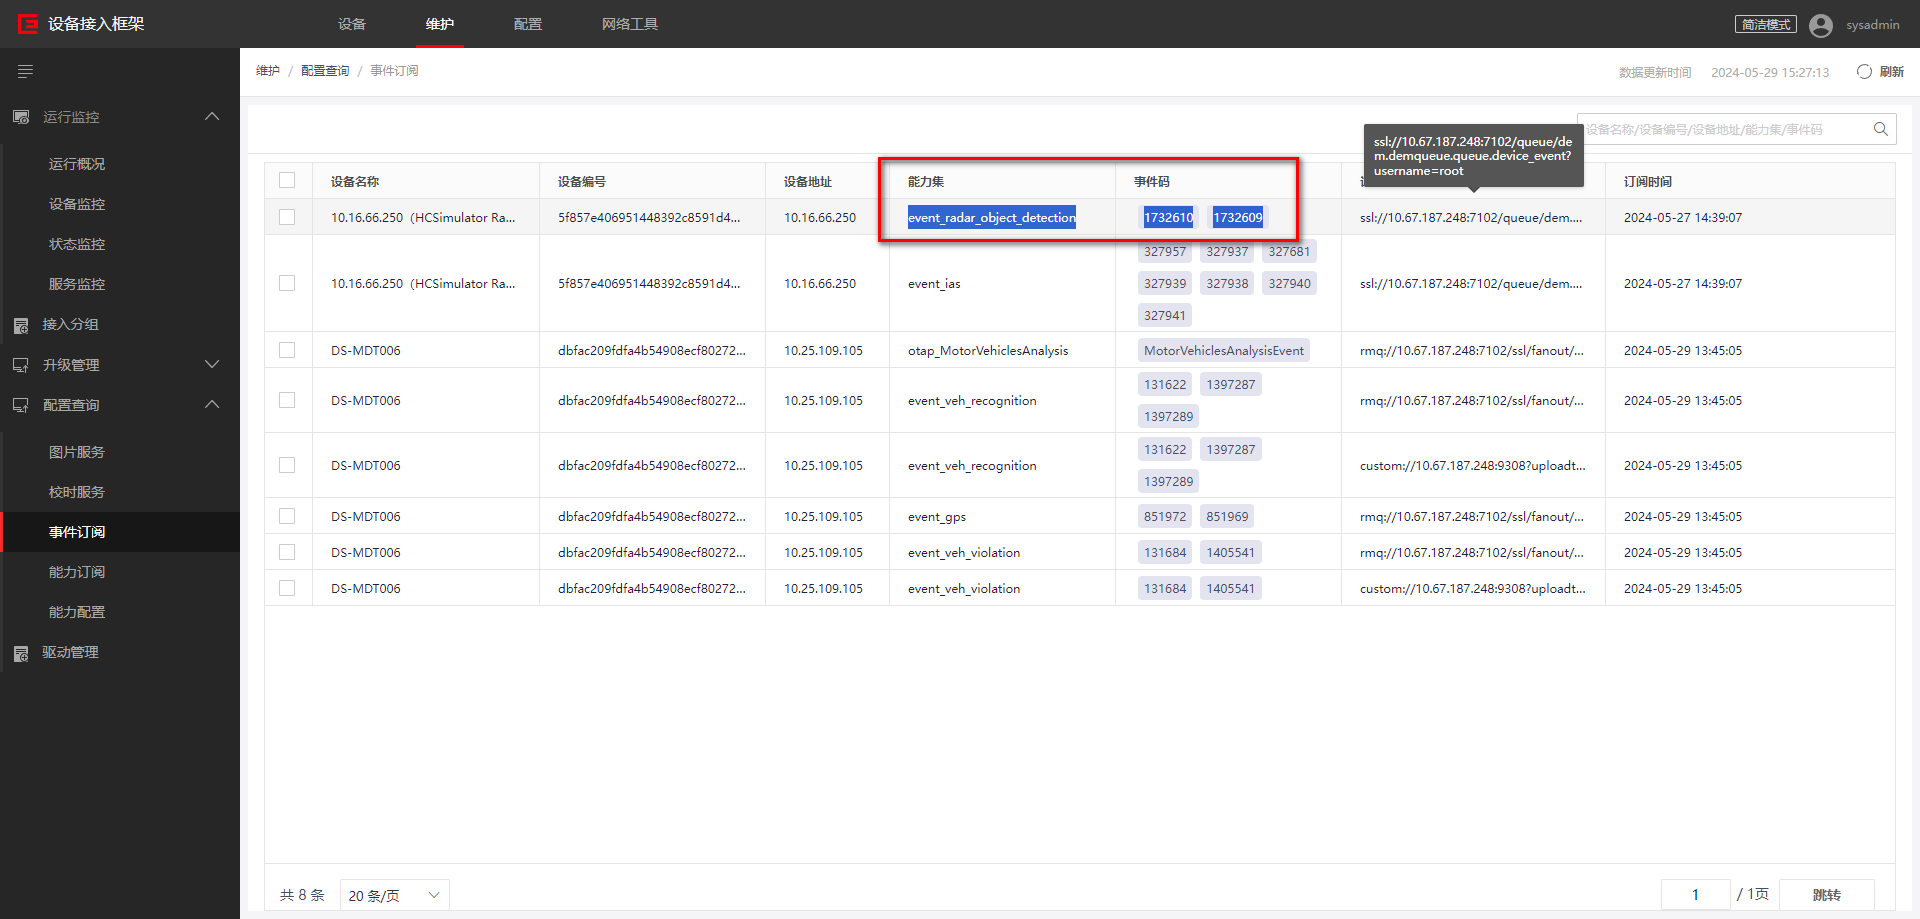 设备接入框架
设备
维护
配置
网络工具
简洁模式
sysadmin
运行监控
运行概况
设备监控
状态监控
服务监控
接入分组
升级管理
配置查询
图片服务
校时服务
事件订阅
能力订阅
能力配置
驱动管理
维护 / 配置查询 / 事件订阅
数据更新时间 2024-05-29 15:27:13
刷新
设备名称/设备编号/设备地址/能力集/事件码
ssl://10.67.187.248:7102/queue/de
m.demqueue.queue.device_event?
username=root
设备名称 设备编号 设备地址 能力集 事件码 订阅时间
10.16.66.250（HCSimulator Ra... 5f857e406951448392c8591d4... 10.16.66.250 event_radar_object_detection 1732610 1732609 ssl://10.67.187.248:7102/queue/dem.... 2024-05-27 14:39:07
327957 327937 327681
10.16.66.250（HCSimulator Ra... 5f857e406951448392c8591d4... 10.16.66.250 event_ias 327939 327938 327940 ssl://10.67.187.248:7102/queue/dem.... 2024-05-27 14:39:07
327941
DS-MDT006 dbfac209fdfa4b54908ecf80272... 10.25.109.105 otap_MotorVehiclesAnalysis MotorVehiclesAnalysisEvent rmq://10.67.187.248:7102/ssl/fanout/... 2024-05-29 13:45:05
131622 1397287
DS-MDT006 dbfac209fdfa4b54908ecf80272... 10.25.109.105 event_veh_recognition rmq://10.67.187.248:7102/ssl/fanout/... 2024-05-29 13:45:05
1397289
131622 1397287
DS-MDT006 dbfac209fdfa4b54908ecf80272... 10.25.109.105 event_veh_recognition custom://10.67.187.248:9308?uploadt... 2024-05-29 13:45:05
1397289
DS-MDT006 dbfac209fdfa4b54908ecf80272... 10.25.109.105 event_gps 851972 851969 rmq://10.67.187.248:7102/ssl/fanout/... 2024-05-29 13:45:05
DS-MDT006 dbfac209fdfa4b54908ecf80272... 10.25.109.105 event_veh_violation 131684 1405541 rmq://10.67.187.248:7102/ssl/fanout/... 2024-05-29 13:45:05
DS-MDT006 dbfac209fdfa4b54908ecf80272... 10.25.109.105 event_veh_violation 131684 1405541 custom://10.67.187.248:9308?uploadt... 2024-05-29 13:45:05
共 8 条 20 条/页 1 / 1页 跳转